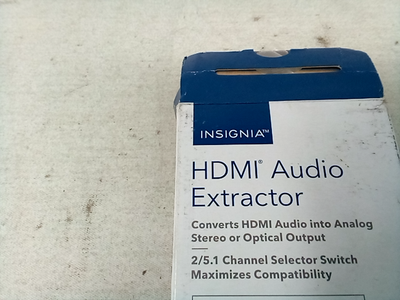 INSIGNIA™
HDMI® Audio
Extractor
Converts HDMI Audio into Analog
Stereo or Optical Output
2/5.1 Channel Selector Switch
Maximizes Compatibility